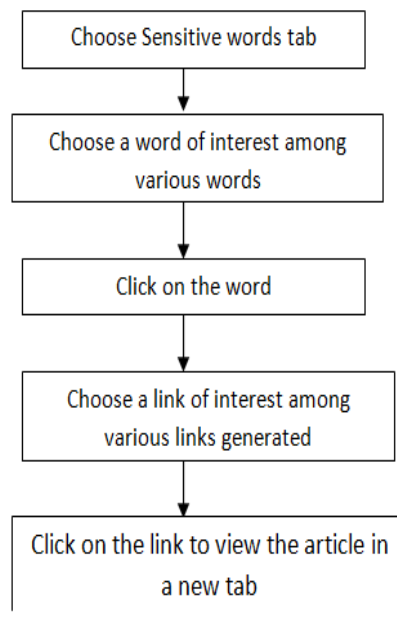 Choose Sensitive words tab
Choose a word of interest among
various words
Click on the word
Choose a link of interest among
various links generated
Click on the link to view the article in
a new tab